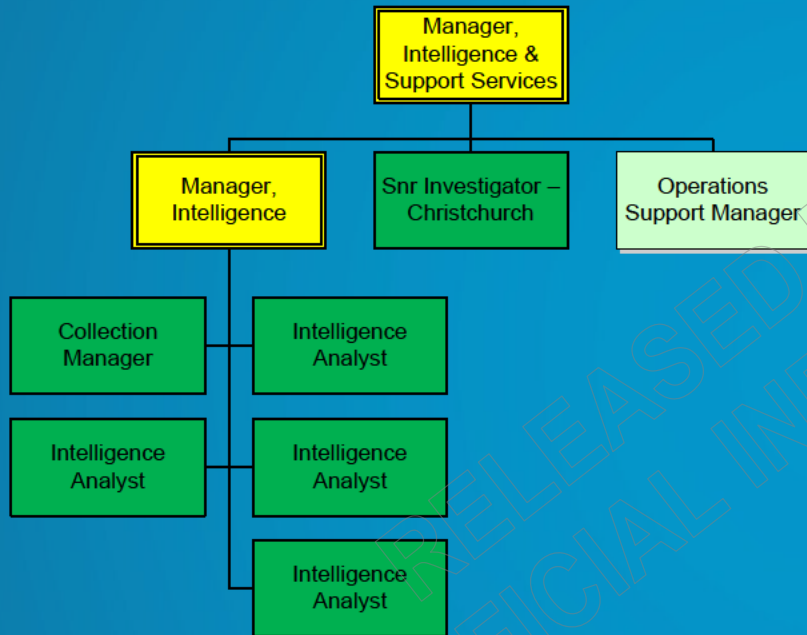 Manager,
Intelligence &
Support Services
Manager,
Intelligence
Snr Investigator –
Christchurch
Operations
Support Manager
Collection
Manager
Intelligence
Analyst
Intelligence
Analyst
Intelligence
Analyst
Intelligence
Analyst
RELEASED